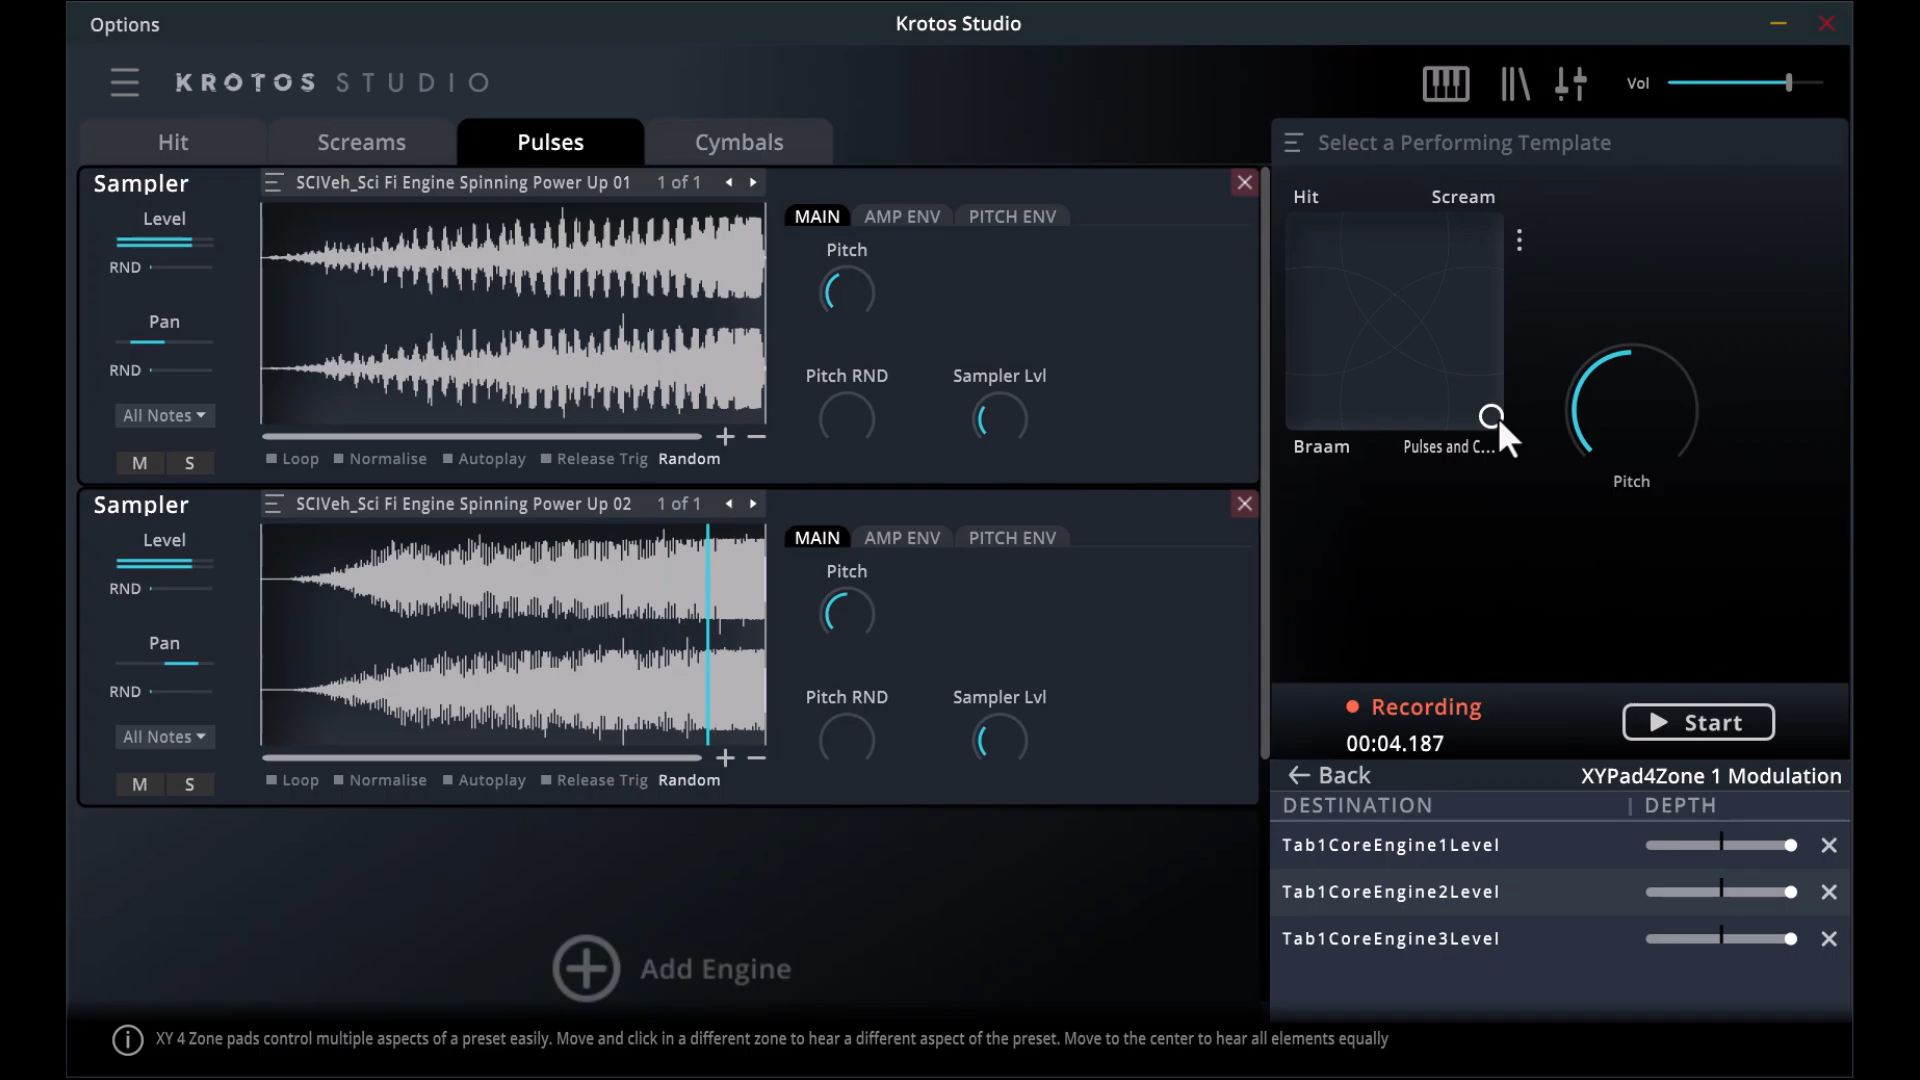 Options
Krotos Studio
KROTOS STUDIO
Vol
Hit
Screams
Pulses
Cymbals
Select a Performing Template
Sampler
SCIVeh_Sci Fi Engine Spinning Power Up 01
1 of 1
Level
RND
Pan
RND
All Notes
M
S
MAIN
AMP ENV
PITCH ENV
Pitch
Pitch RND
Sampler Lvl
Loop
Normalise
Autoplay
Release Trig
Random
Sampler
SCIVeh_Sci Fi Engine Spinning Power Up 02
1 of 1
Level
RND
Pan
RND
All Notes
M
S
MAIN
AMP ENV
PITCH ENV
Pitch
Pitch RND
Sampler Lvl
Loop
Normalise
Autoplay
Release Trig
Random
Add Engine
Hit
Scream
Braam
Pulses and C...
Pitch
Recording
00:04.187
Start
Back
XYPad4Zone 1 Modulation
DESTINATION
DEPTH
Tab1CoreEngine1Level
Tab1CoreEngine2Level
Tab1CoreEngine3Level
XY 4 Zone pads control multiple aspects of a preset easily. Move and click in a different zone to hear a different aspect of the preset. Move to the center to hear all elements equally